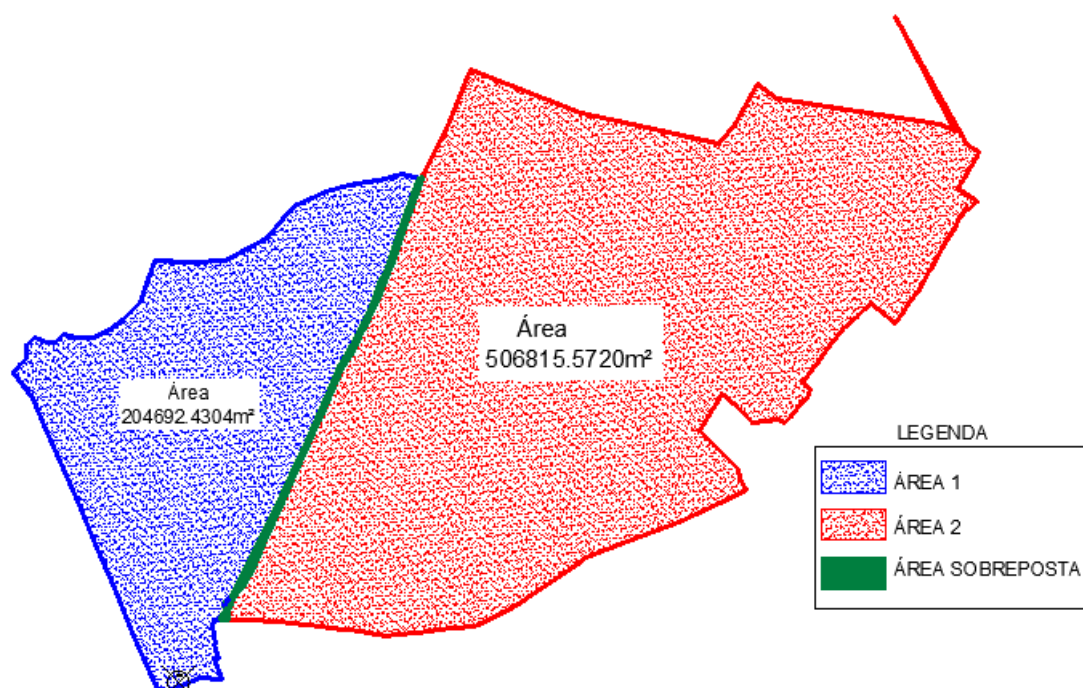 Área
506815.5720m²
Área
204692.4304m²
LEGENDA
ÁREA 1
ÁREA 2
ÁREA SOBREPOSTA